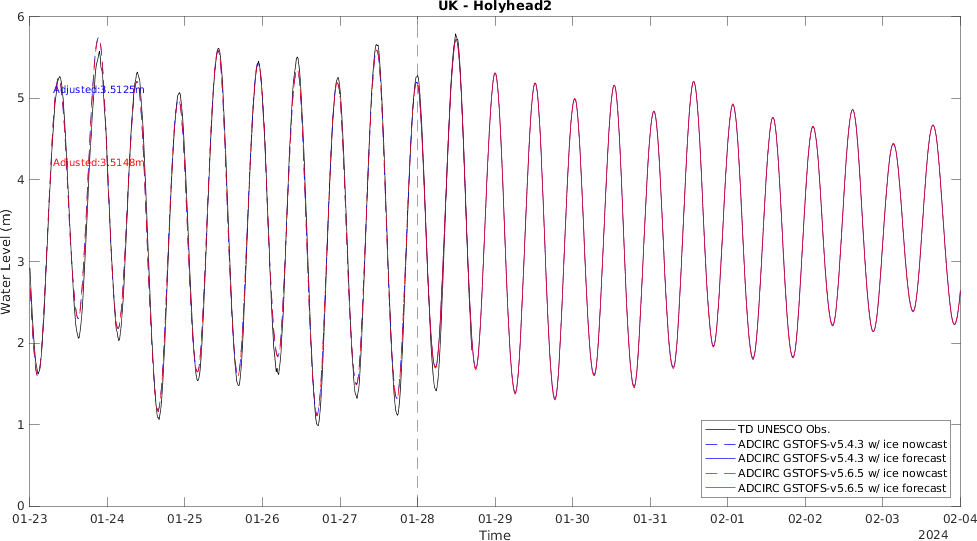 UK - Holyhead2
6
5
4
3
2
1
0
Water Level (m)
Adjusted:3.5125m
Adjusted:3.5148m
TD UNESCO Obs.
ADCIRC GSTOFS-v5.4.3 w/ ice nowcast
ADCIRC GSTOFS-v5.4.3 w/ ice forecast
ADCIRC GSTOFS-v5.6.5 w/ ice nowcast
ADCIRC GSTOFS-v5.6.5 w/ ice forecast
01-23 01-24 01-25 01-26 01-27 01-28 01-29 01-30 01-31 02-01 02-02 02-03 02-04
Time
2024